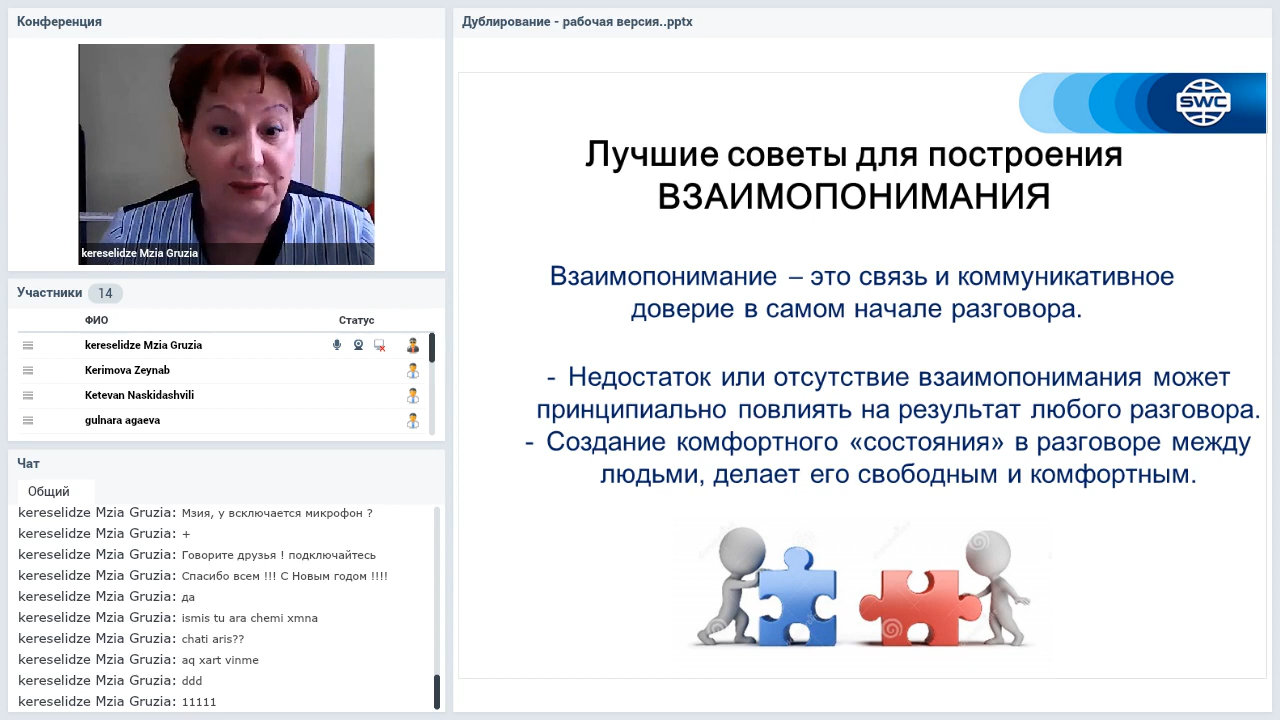 Конференция
kereselidze Mzia Gruzia
Участники 14
ФИО Статус
kereselidze Mzia Gruzia
Kerimova Zeynab
Ketevan Naskidashvili
gulnara agaeva
Чат
Общий
kereselidze Mzia Gruzia: Мзия, у всключается микрофон ?
kereselidze Mzia Gruzia: +
kereselidze Mzia Gruzia: Говорите друзья ! подключайтесь
kereselidze Mzia Gruzia: Спасибо всем !!! С Новым годом !!!!
kereselidze Mzia Gruzia: да
kereselidze Mzia Gruzia: ismis tu ara chemi xmna
kereselidze Mzia Gruzia: chati aris??
kereselidze Mzia Gruzia: aq xart vinme
kereselidze Mzia Gruzia: ddd
kereselidze Mzia Gruzia: 11111
Дублирование - рабочая версия..pptx
SWC
Лучшие советы для построения
ВЗАИМОПОНИМАНИЯ
Взаимопонимание – это связь и коммуникативное
доверие в самом начале разговора.
- Недостаток или отсутствие взаимопонимания может
принципиально повлиять на результат любого разговора.
- Создание комфортного «состояния» в разговоре между
людьми, делает его свободным и комфортным.